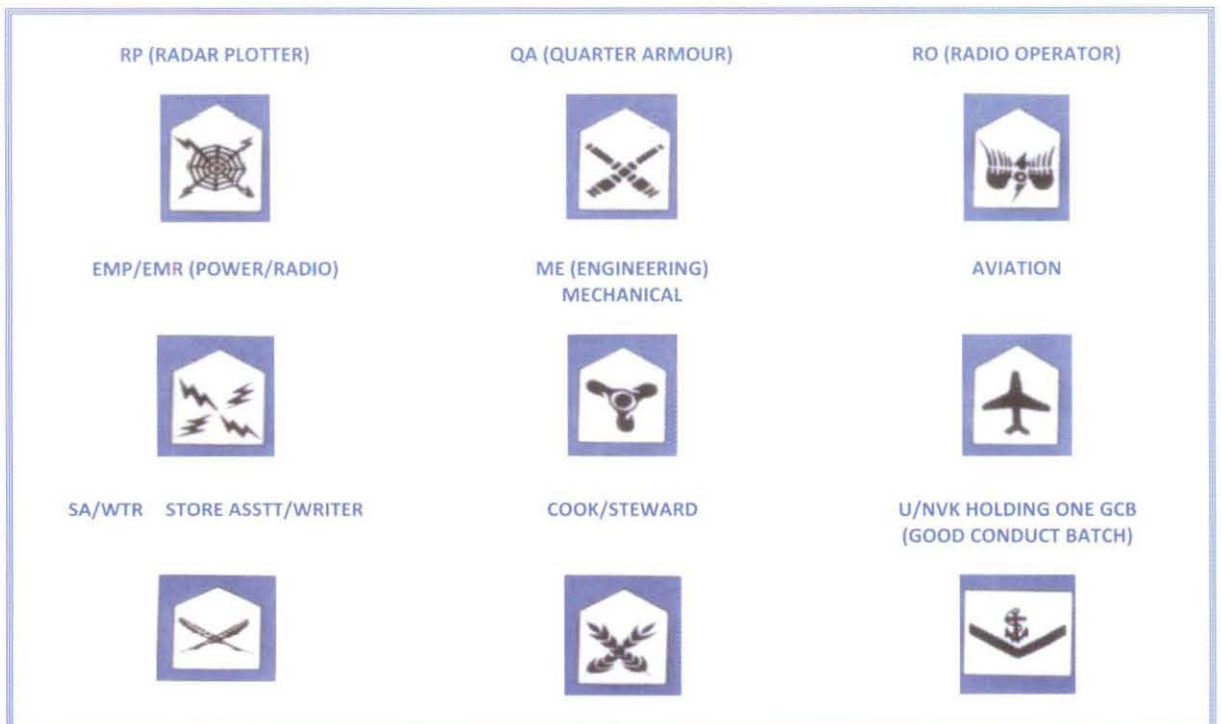 RP (RADAR PLOTTER)
QA (QUARTER ARMOUR)
RO (RADIO OPERATOR)
EMP/EMR (POWER/RADIO)
ME (ENGINEERING)
MECHANICAL
AVIATION
SA/WTR STORE ASSTT/WRITER
COOK/STEWARD
U/NVK HOLDING ONE GCB
(GOOD CONDUCT BATCH)